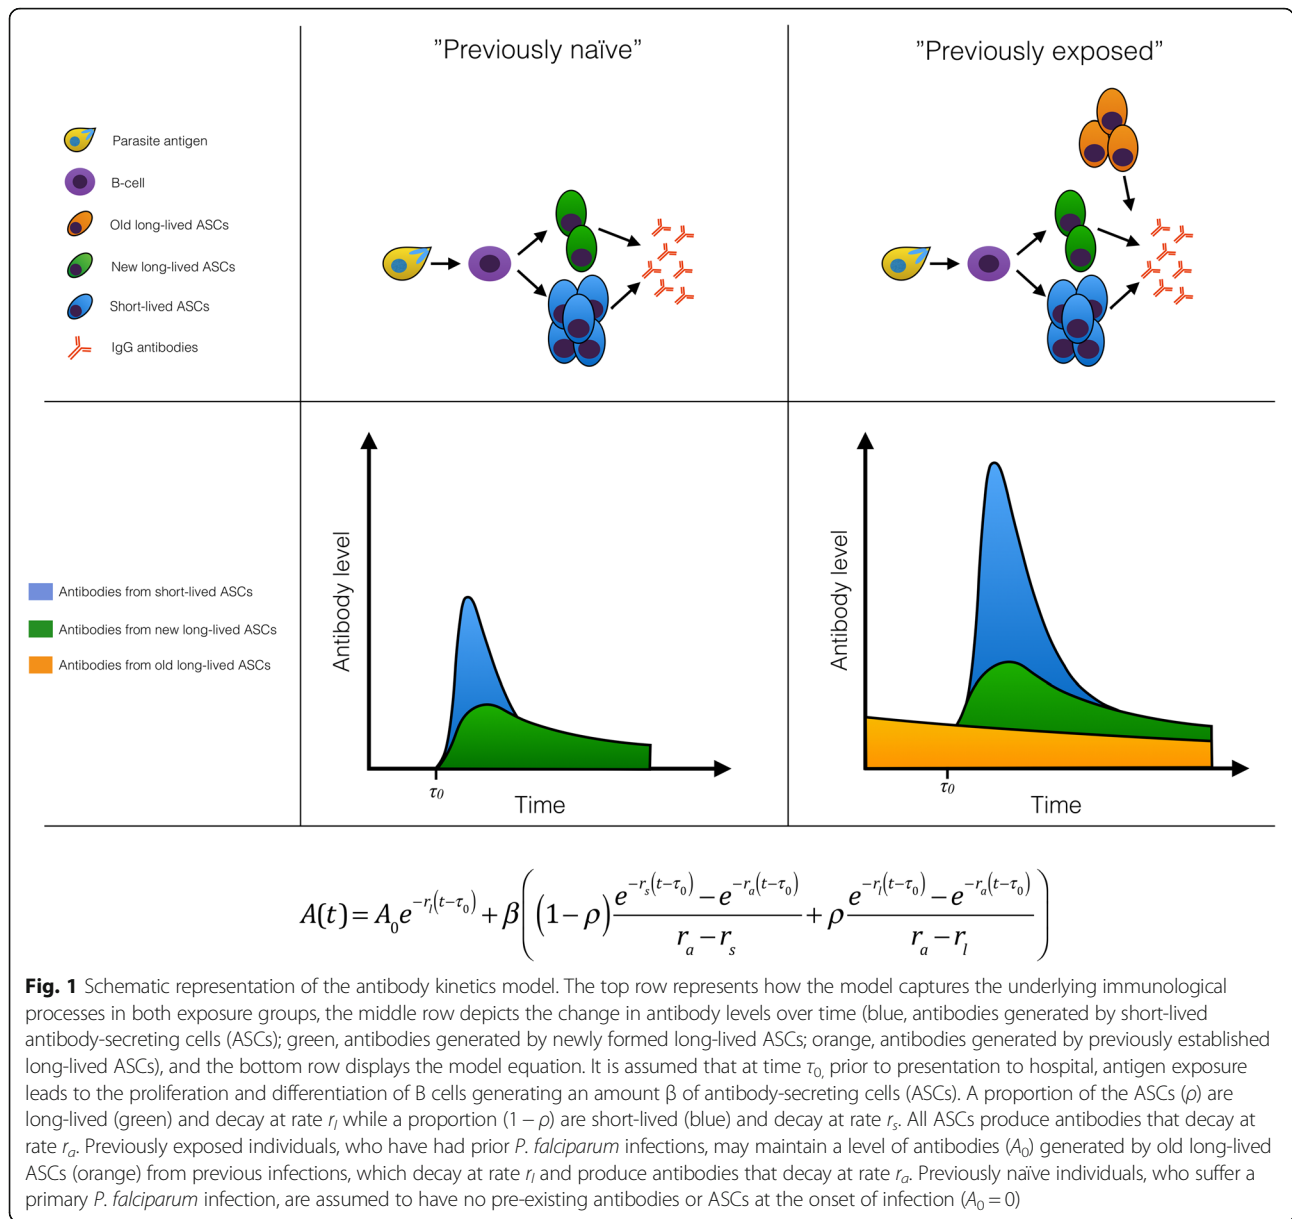 ”Previously naïve”
”Previously exposed”
Parasite antigen
B-cell
Old long-lived ASCs
New long-lived ASCs
Short-lived ASCs
IgG antibodies
Antibodies from short-lived ASCs
Antibodies from new long-lived ASCs
Antibodies from old long-lived ASCs
Antibody level
τ0
Time
Antibody level
τ0
Time
A(t) = A₀e^{−r_l(t−τ₀)} + β((1−ρ) (e^{−r_s(t−τ₀)} − e^{−r_a(t−τ₀)})/(r_a − r_s) + ρ (e^{−r_l(t−τ₀)} − e^{−r_a(t−τ₀)})/(r_a − r_l))
Fig. 1 Schematic representation of the antibody kinetics model. The top row represents how the model captures the underlying immunological
processes in both exposure groups, the middle row depicts the change in antibody levels over time (blue, antibodies generated by short-lived
antibody-secreting cells (ASCs); green, antibodies generated by newly formed long-lived ASCs; orange, antibodies generated by previously established
long-lived ASCs), and the bottom row displays the model equation. It is assumed that at time τ0, prior to presentation to hospital, antigen exposure
leads to the proliferation and differentiation of B cells generating an amount β of antibody-secreting cells (ASCs). A proportion of the ASCs (ρ) are
long-lived (green) and decay at rate rl while a proportion (1 − ρ) are short-lived (blue) and decay at rate rs. All ASCs produce antibodies that decay at
rate ra. Previously exposed individuals, who have had prior P. falciparum infections, may maintain a level of antibodies (A0) generated by old long-lived
ASCs (orange) from previous infections, which decay at rate rl and produce antibodies that decay at rate ra. Previously naïve individuals, who suffer a
primary P. falciparum infection, are assumed to have no pre-existing antibodies or ASCs at the onset of infection (A0 = 0)